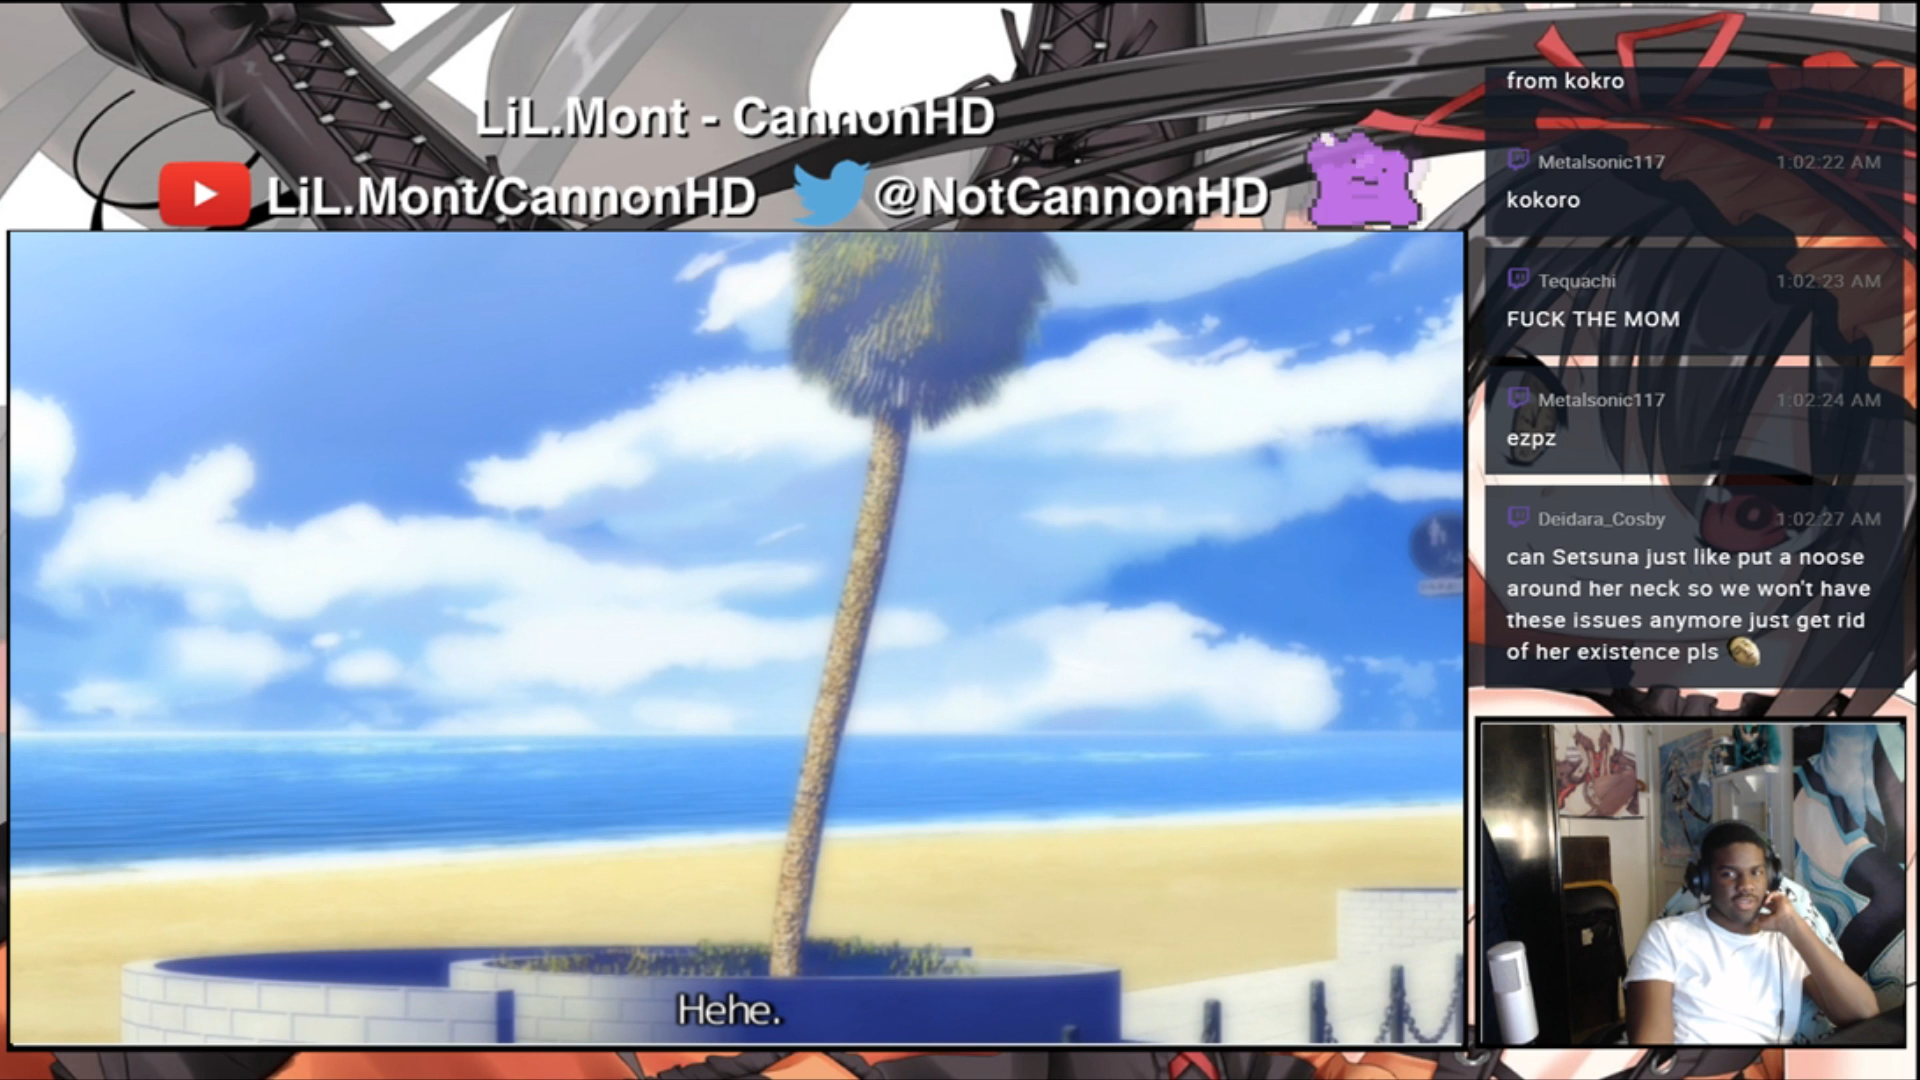 LiL.Mont - CannonHD
LiL.Mont/CannonHD
@NotCannonHD
from kokro
Metalsonic117 1:02:22 AM
kokoro
Tequachi 1:02:23 AM
FUCK THE MOM
Metalsonic117 1:02:24 AM
ezpz
Deidara_Cosby 1:02:27 AM
can Setsuna just like put a noose
around her neck so we won't have
these issues anymore just get rid
of her existence pls
Hehe.